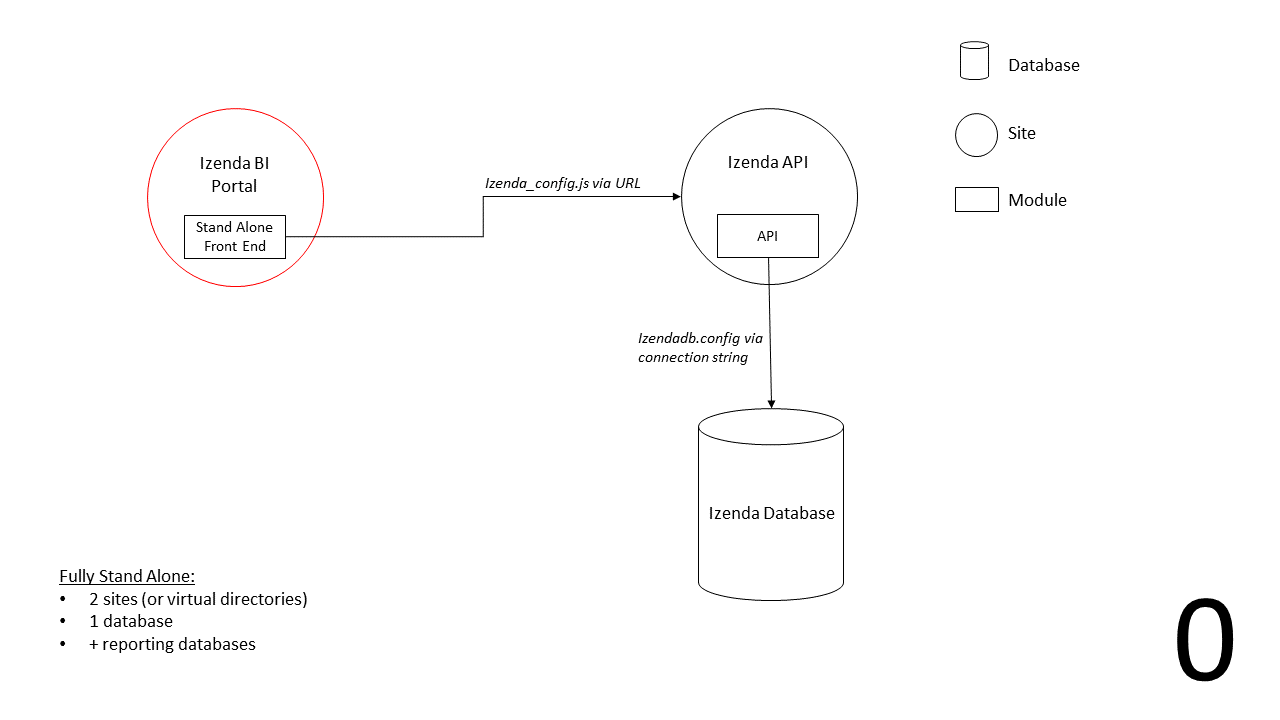 Database
Site
Module
Izenda BI
Portal
Stand Alone
Front End
Izenda_config.js via URL
Izenda API
API
Izendadb.config via
connection string
Izenda Database
Fully Stand Alone:
• 2 sites (or virtual directories)
• 1 database
• + reporting databases
0